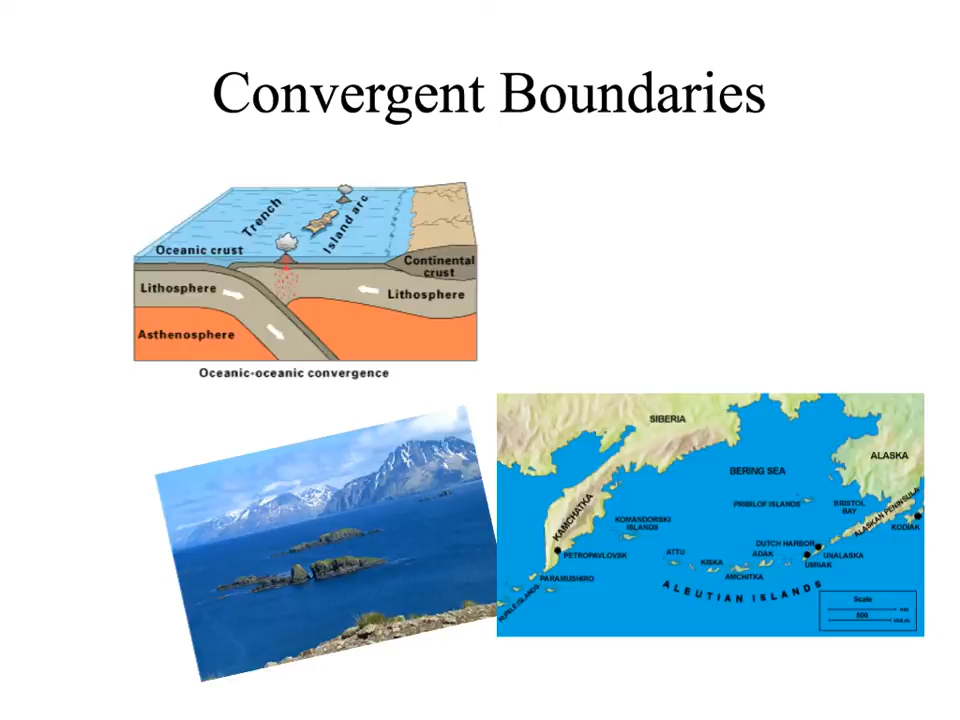 Convergent Boundaries
Trench
Island arc
Oceanic crust
Continental
crust
Lithosphere
Lithosphere
Asthenosphere
Oceanic-oceanic convergence
SIBERIA
ALASKA
BERING SEA
KAMCHATKA
PRIBILOF ISLANDS
BRISTOL
BAY
ALASKAN PENINSULA
KODIAK
KOMANDORSKI
ISLANDS
PETROPAVLOVSK
ATTU
KISKA
AMCHITKA
ADAK
DUTCH HARBOR
UNALASKA
UMNAK
PARAMUSHIRO
KURILE ISLANDS
ALEUTIAN ISLANDS
Scale
500